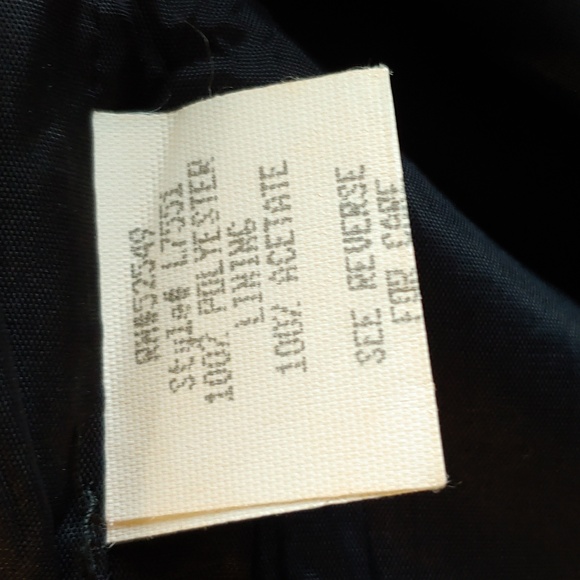 RN#52549
Style# L7551
100% POLYESTER
LINING
100% ACETATE
SEE REVERSE
FOR CARE